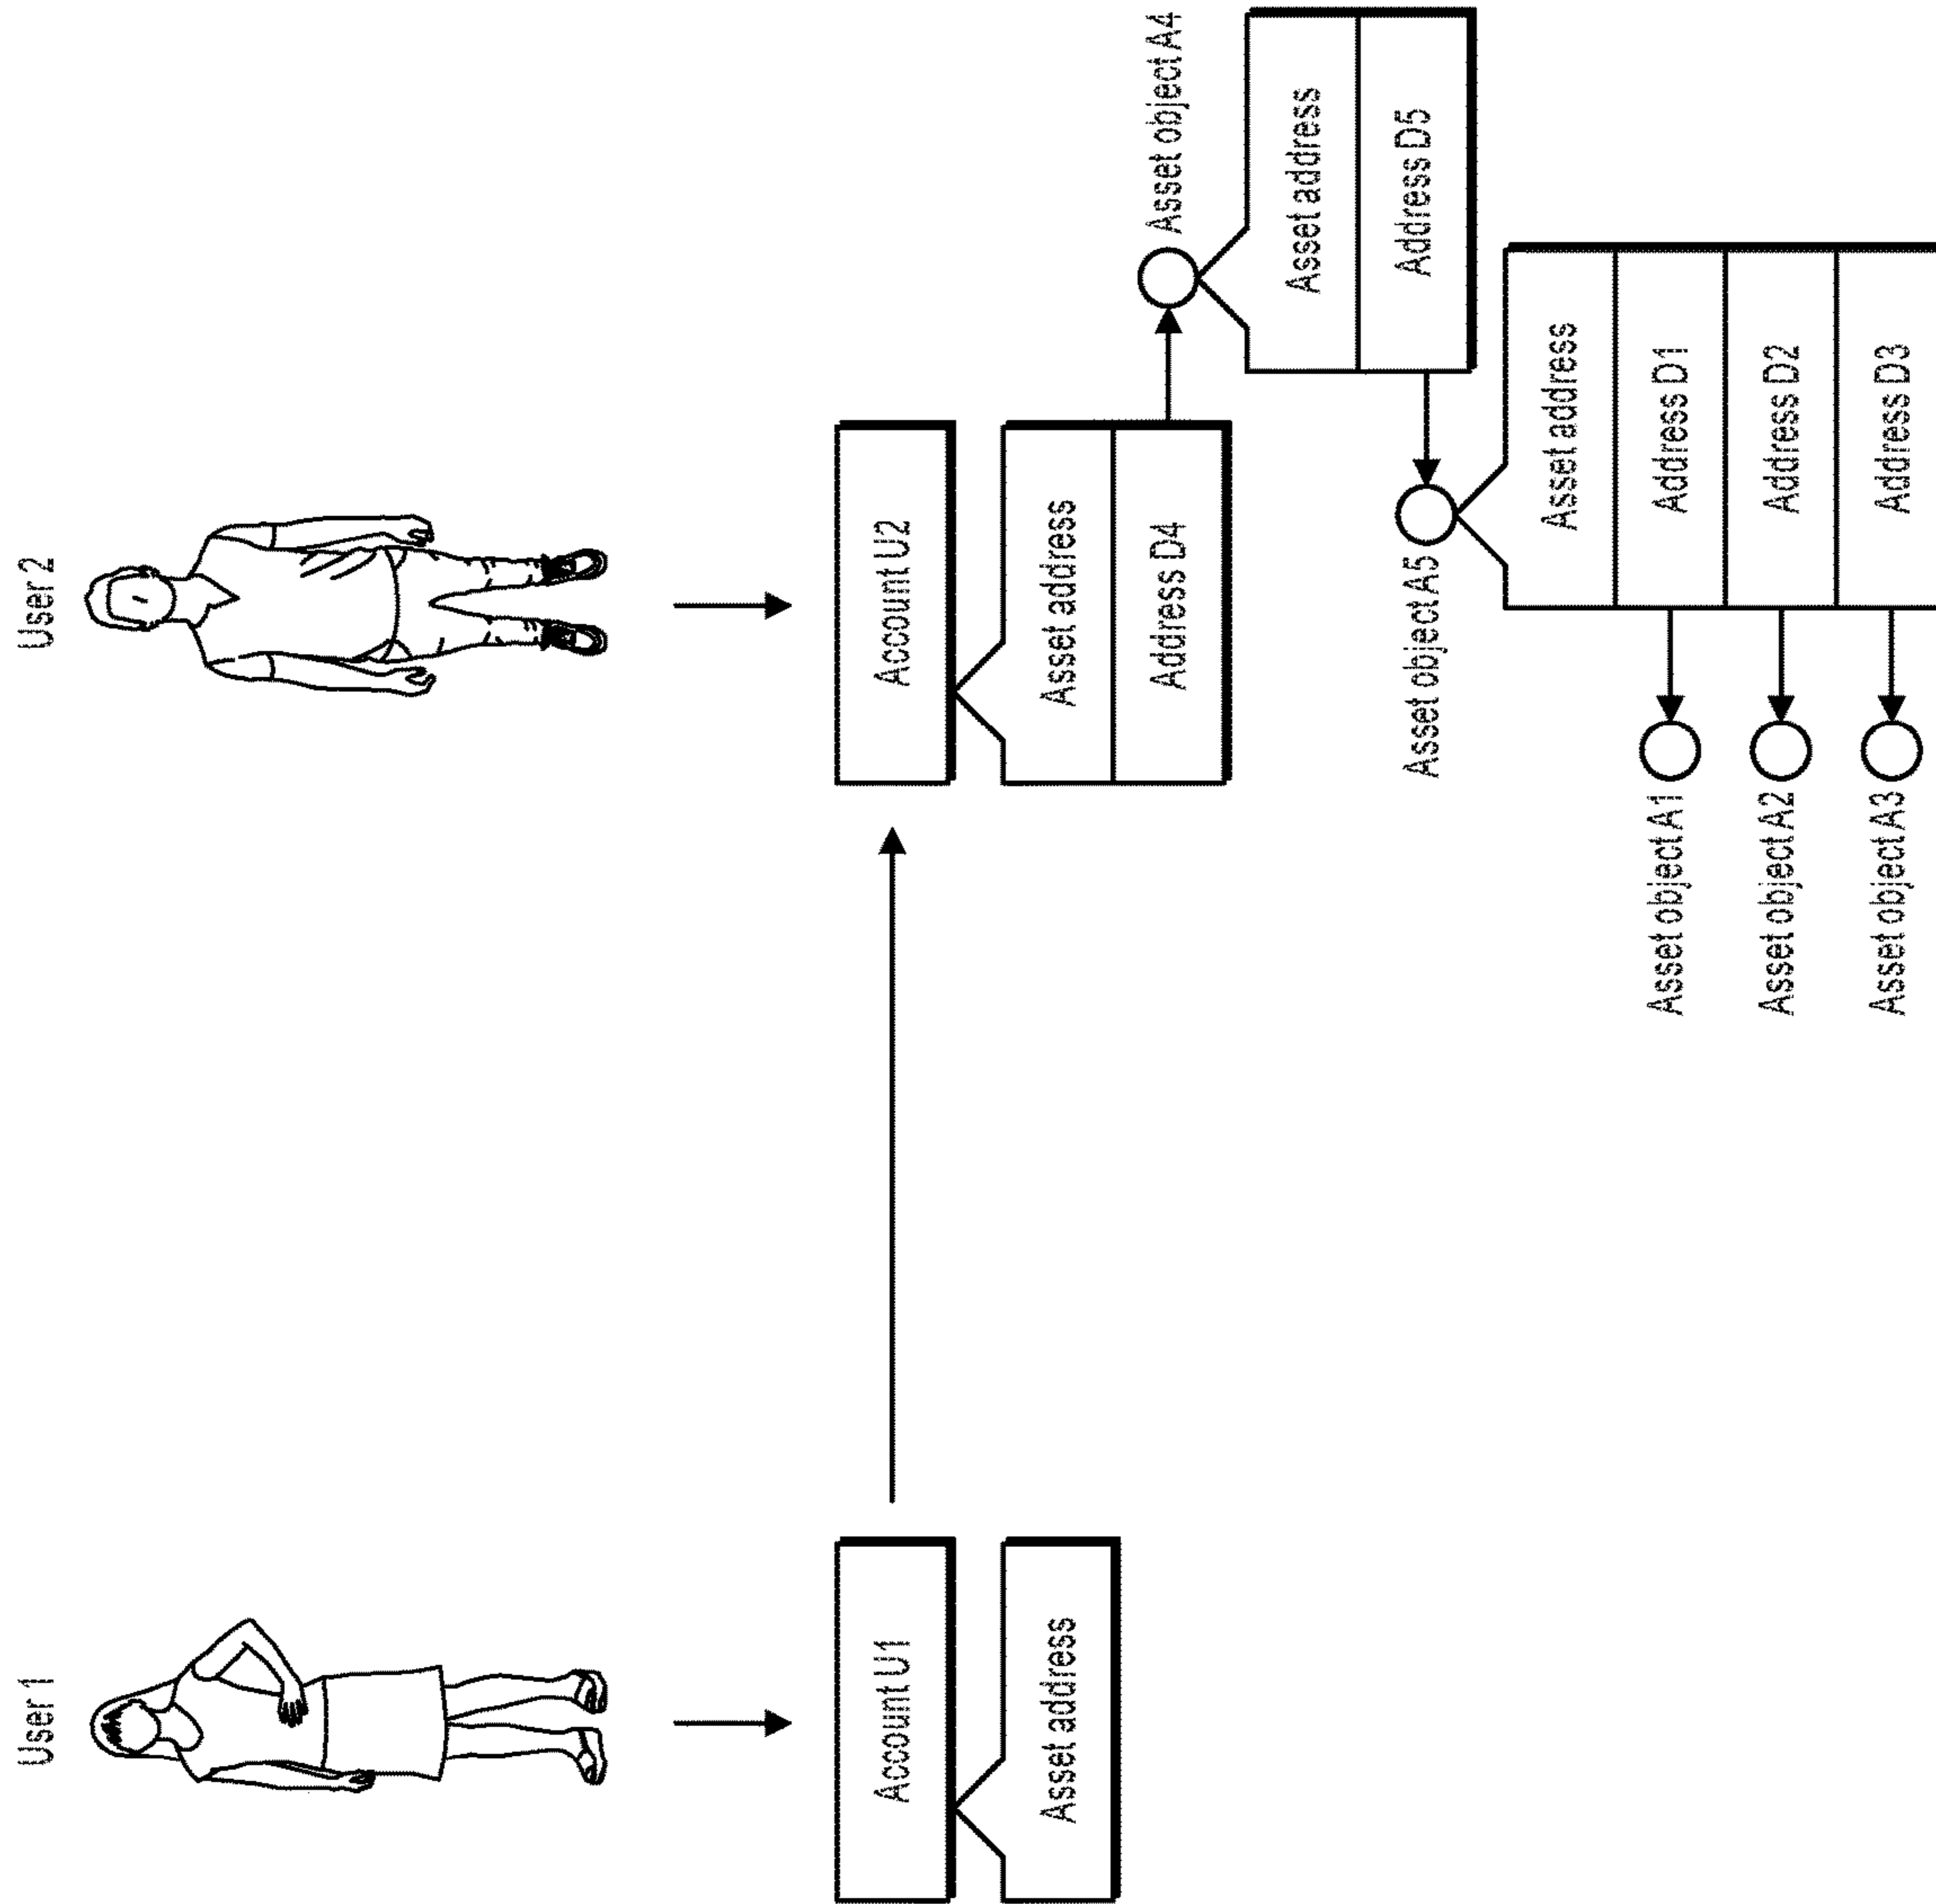 User 1
User 2
Account U1
Account U2
Asset address
Asset address
Address D4
Asset object A4
Asset address
Address D5
Asset object A5
Asset address
Address D1
Address D2
Address D3
Asset object A1
Asset object A2
Asset object A3